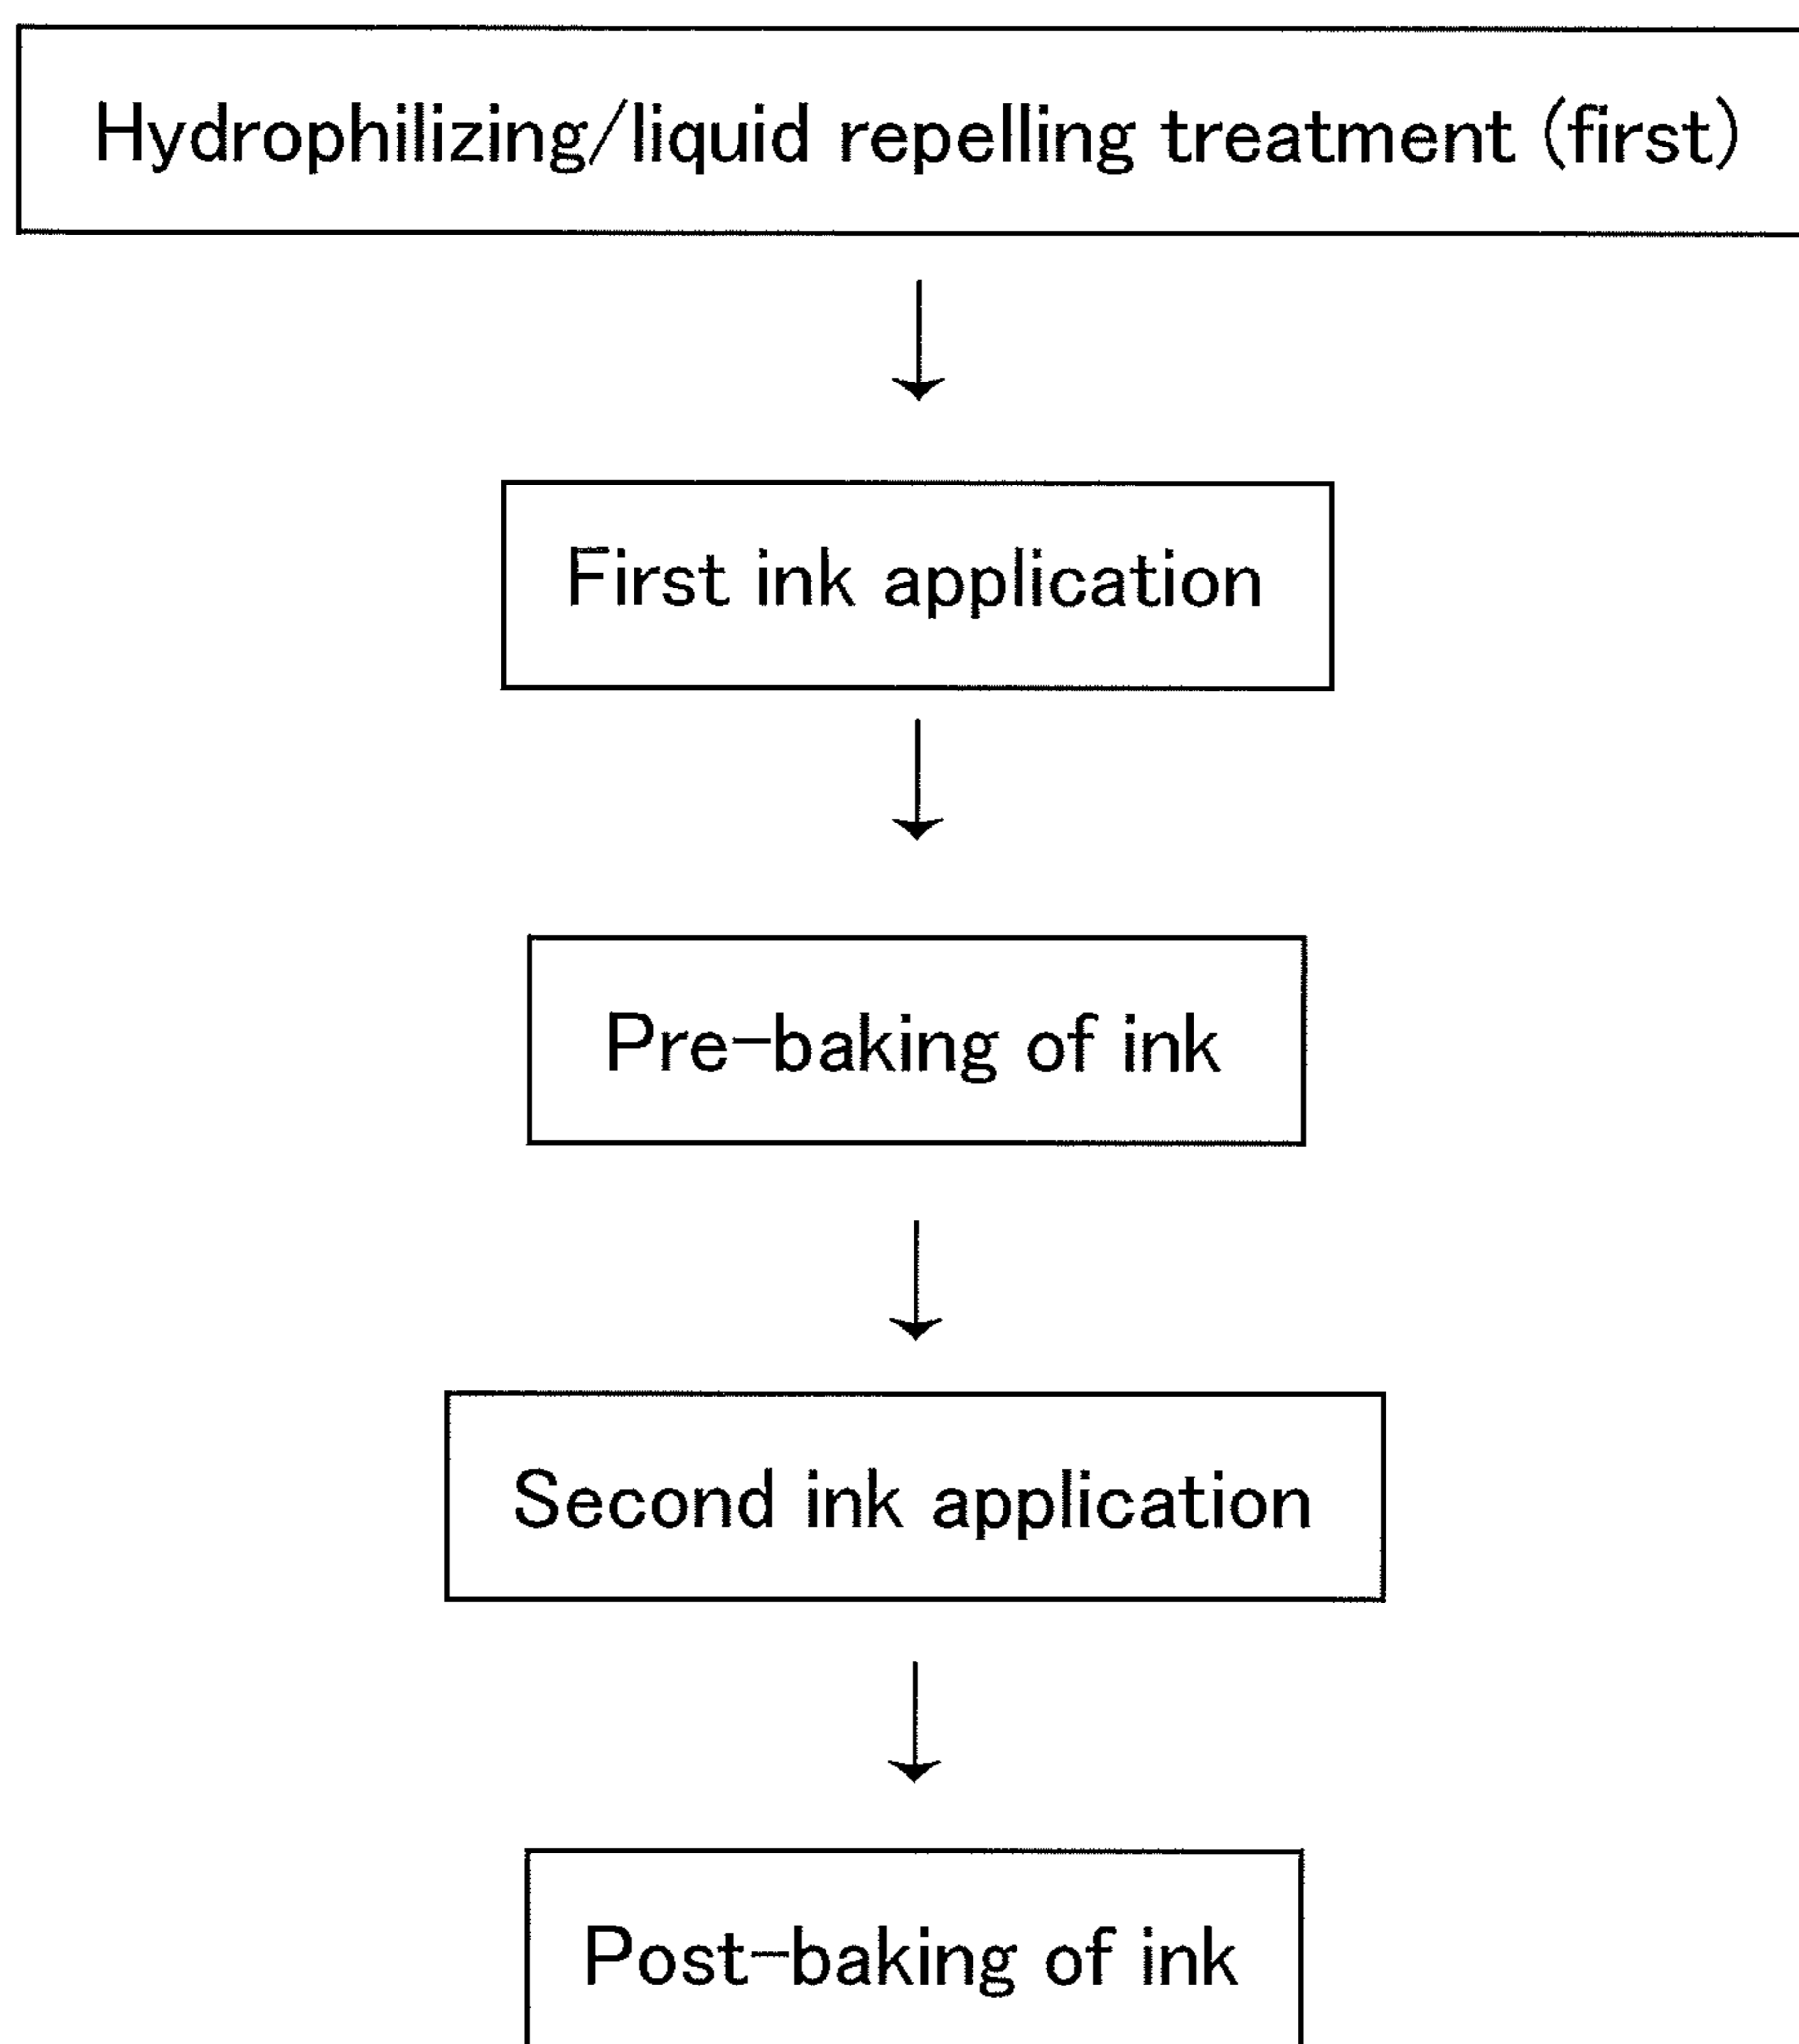 Hydrophilizing/liquid repelling treatment (first)
First ink application
Pre-baking of ink
Second ink application
Post-baking of ink